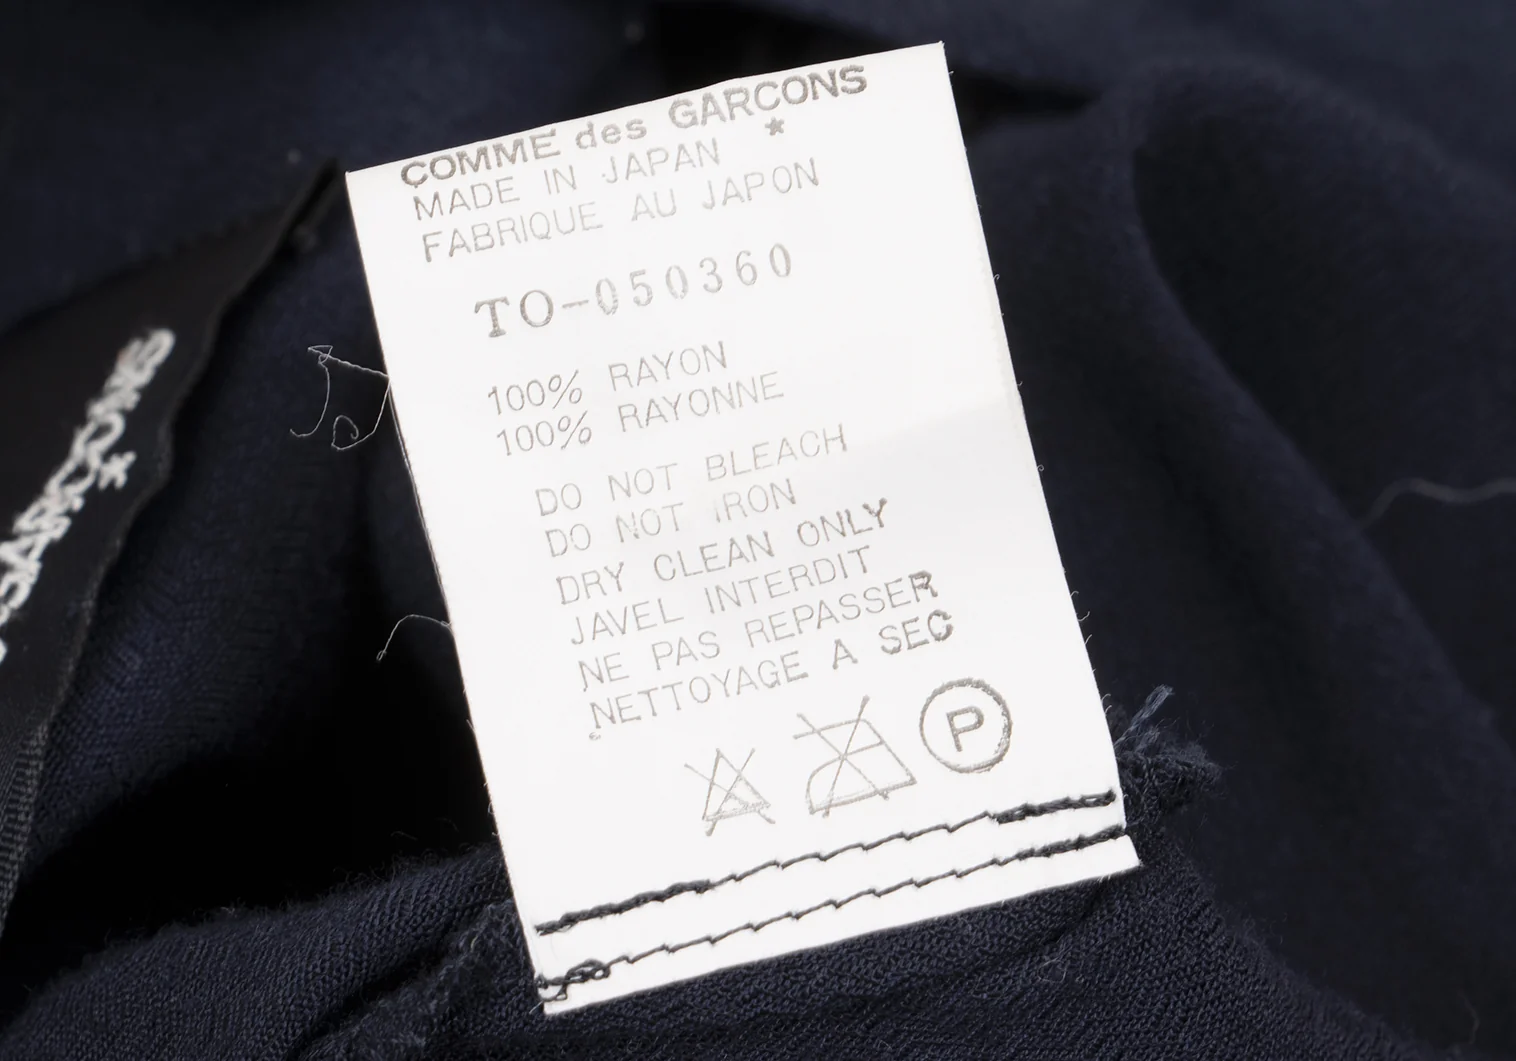 COMME des GARCONS
*
MADE IN JAPAN
FABRIQUE AU JAPON
TO-050360
100% RAYON
100% RAYONNE
DO NOT BLEACH
DO NOT IRON
DRY CLEAN ONLY
JAVEL INTERDIT
NE PAS REPASSER
NETTOYAGE A SEC
P
GARCONS
*